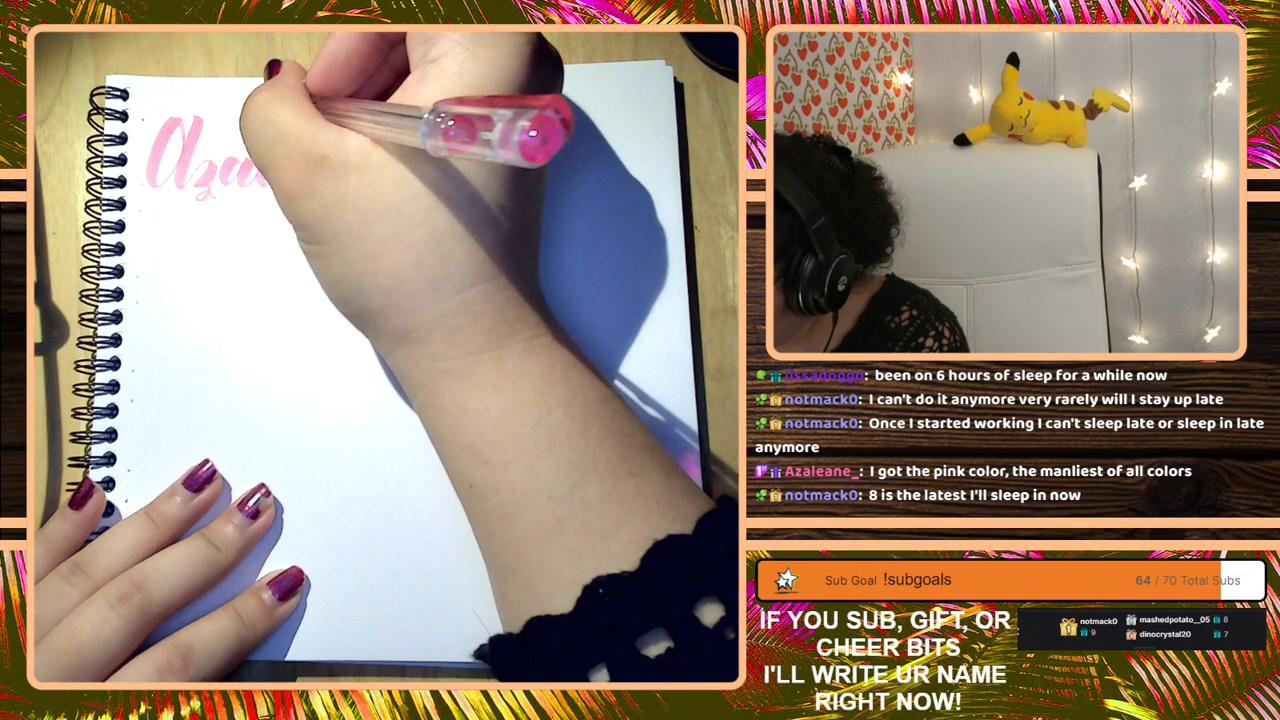 Aza
lissadoggo: been on 6 hours of sleep for a while now
notmack0: I can't do it anymore very rarely will I stay up late
notmack0: Once I started working I can't sleep late or sleep in late
anymore
Azaleane_: I got the pink color, the manliest of all colors
notmack0: 8 is the latest I'll sleep in now
Sub Goal !subgoals 64 / 70 Total Subs
IF YOU SUB, GIFT, OR
CHEER BITS
I'LL WRITE UR NAME
RIGHT NOW!
notmack0 9
mashedpotato__05 8
dinocrystal20 7